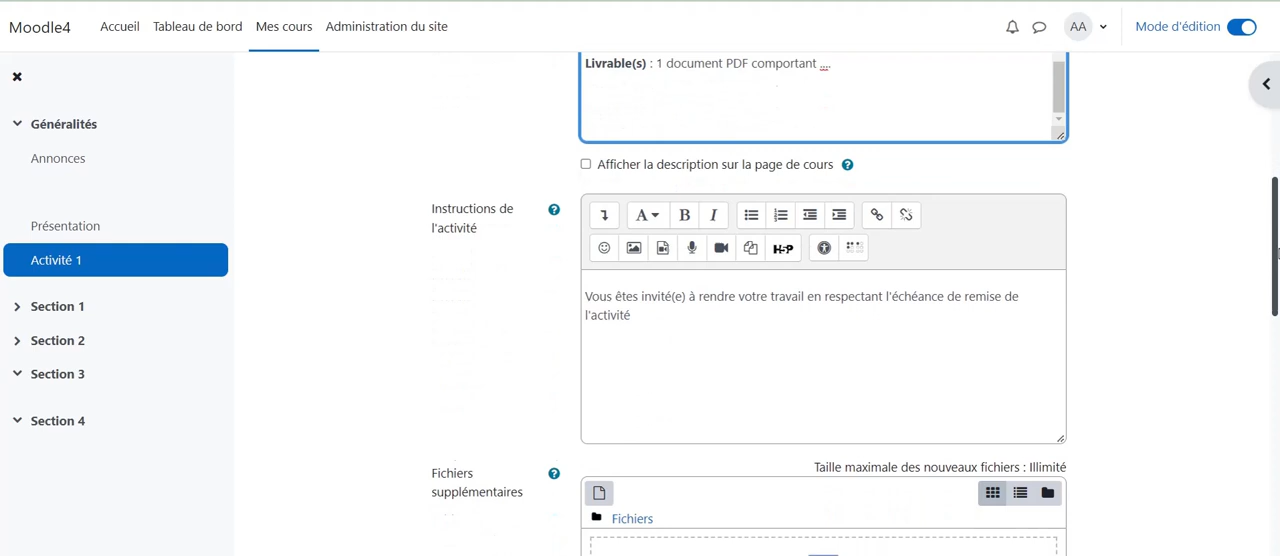 Moodle4 Accueil Tableau de bord Mes cours Administration du site AA Mode d'édition
Livrable(s) : 1 document PDF comportant ....
Généralités
Annonces
Afficher la description sur la page de cours ?
Instructions de
l'activité ?
A B I
H-P
Présentation
Activité 1
Vous êtes invité(e) à rendre votre travail en respectant l'échéance de remise de
l'activité
Section 1
Section 2
Section 3
Section 4
Taille maximale des nouveaux fichiers : Illimité
Fichiers
supplémentaires ?
Fichiers